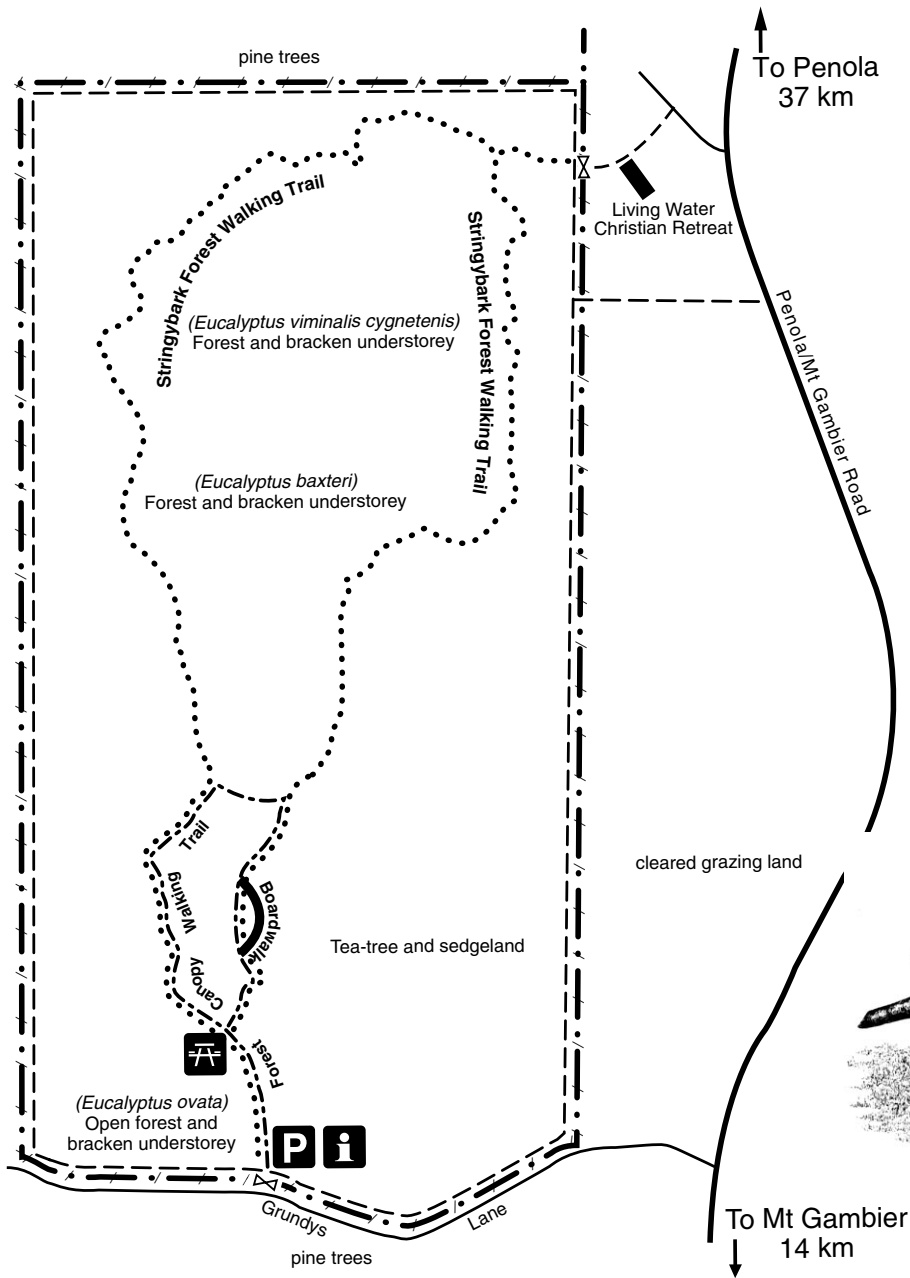 pine trees
To Penola
37 km
Living Water
Christian Retreat
Stringybark Forest Walking Trail
Stringybark Forest Walking Trail
(Eucalyptus viminalis cygnetenis)
Forest and bracken understorey
Penola/Mt Gambier Road
(Eucalyptus baxteri)
Forest and bracken understorey
cleared grazing land
Forest Canopy Walking Trail
Boardwalk
Tea-tree and sedgeland
(Eucalyptus ovata)
Open forest and
bracken understorey
P i
Grundys Lane
pine trees
To Mt Gambier
14 km